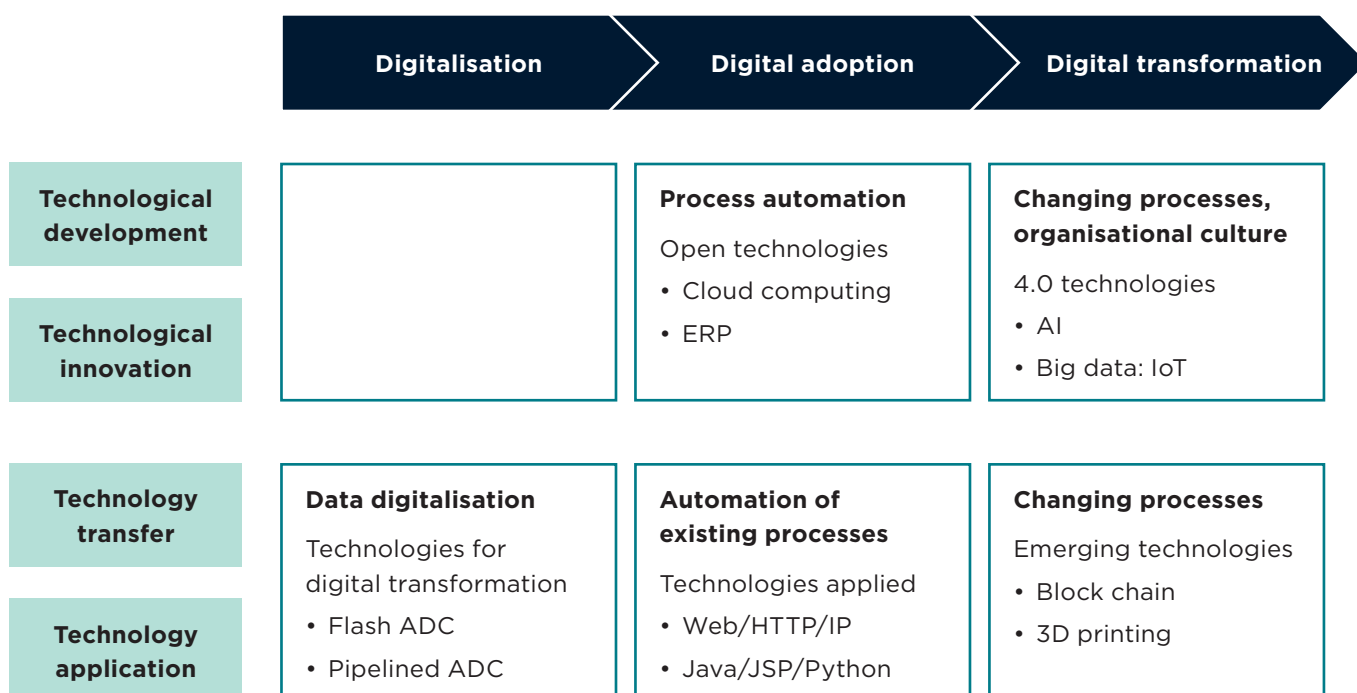 Digitalisation
Digital adoption
Digital transformation
Technological
development
Technological
innovation
Process automation
Open technologies
• Cloud computing
• ERP
Changing processes,
organisational culture
4.0 technologies
• AI
• Big data: IoT
Technology
transfer
Technology
application
Data digitalisation
Technologies for
digital transformation
• Flash ADC
• Pipelined ADC
Automation of
existing processes
Technologies applied
• Web/HTTP/IP
• Java/JSP/Python
Changing processes
Emerging technologies
• Block chain
• 3D printing